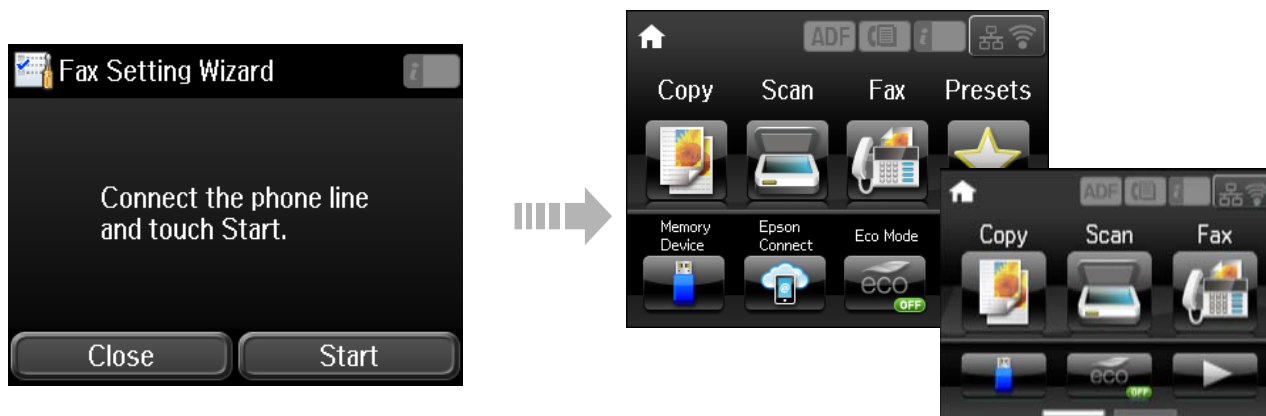 Fax Setting Wizard
i
Connect the phone line
and touch Start.
Close
Start
ADF
i
Copy Scan Fax Presets
Memory
Device
Epson
Connect
Eco Mode
@
eco
OFF
ADF
i
Copy Scan Fax
eco
OFF